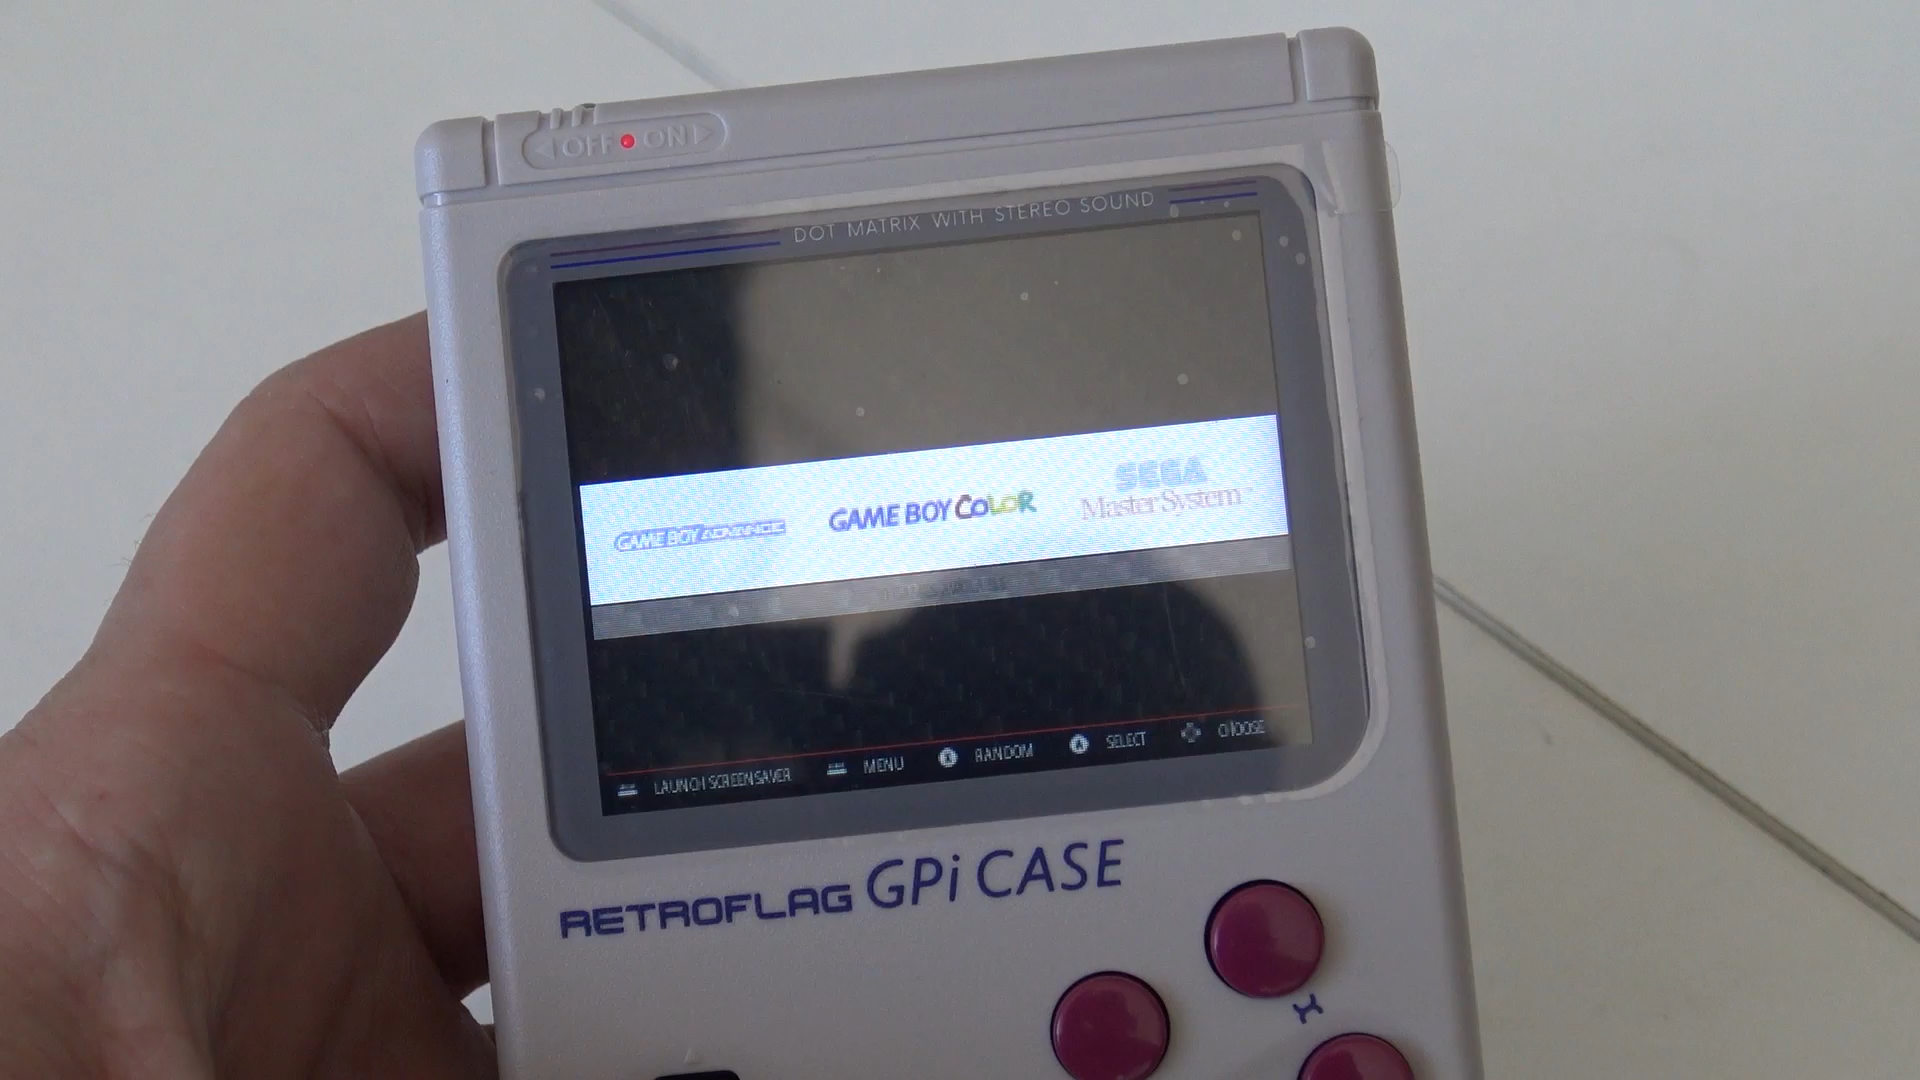 OFF ON
DOT MATRIX WITH STEREO SOUND
GAME BOY ADVANCE
GAME BOY COLOR
SEGA
Master System
LAUNCH SCREENSAVER MENU X RANDOM A SELECT CHOOSE
RETROFLAG GPi CASE
X